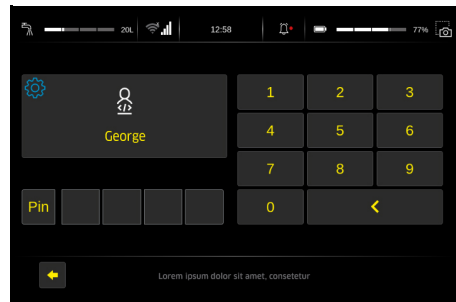 20L 12:58 77%
1 2 3
George
4 5 6
7 8 9
Pin 0
Lorem ipsum dolor sit amet, consetetur